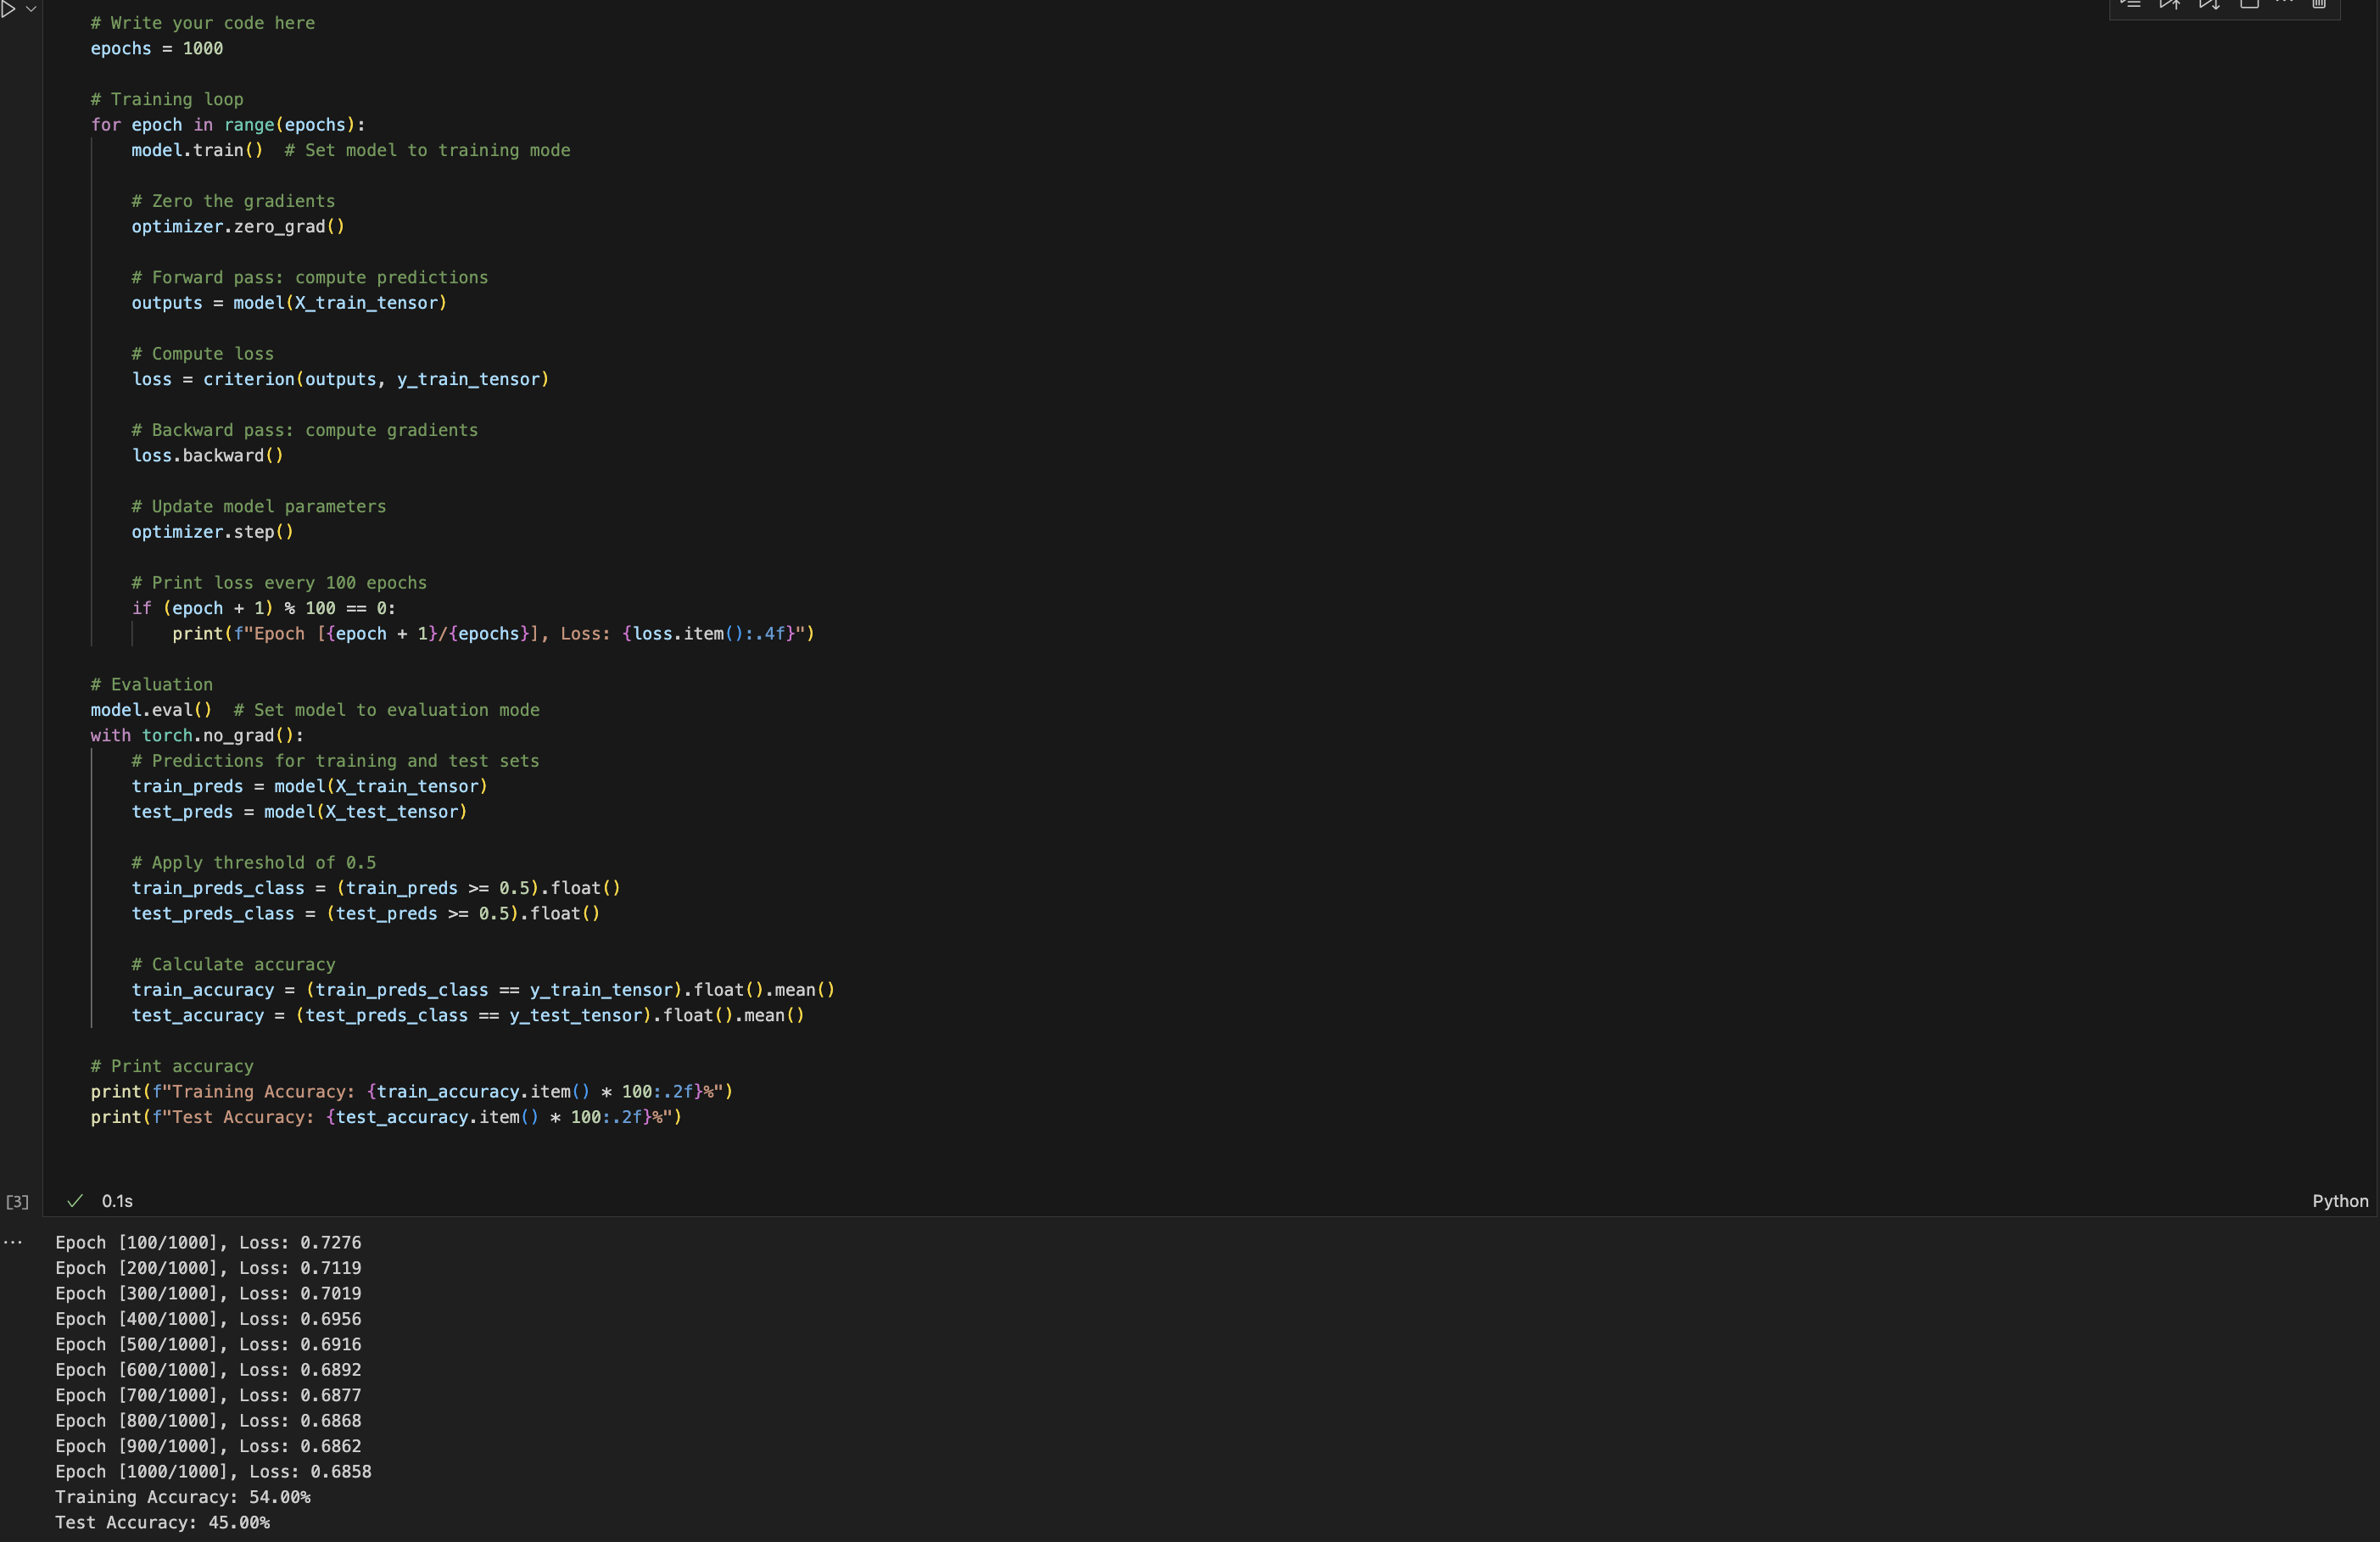 # Write your code here
epochs = 1000
# Training loop
for epoch in range(epochs):
model.train()  # Set model to training mode
# Zero the gradients
optimizer.zero_grad()
# Forward pass: compute predictions
outputs = model(X_train_tensor)
# Compute loss
loss = criterion(outputs, y_train_tensor)
# Backward pass: compute gradients
loss.backward()
# Update model parameters
optimizer.step()
# Print loss every 100 epochs
if (epoch + 1) % 100 == 0:
print(f"Epoch [{epoch + 1}/{epochs}], Loss: {loss.item():.4f}")
# Evaluation
model.eval()  # Set model to evaluation mode
with torch.no_grad():
# Predictions for training and test sets
train_preds = model(X_train_tensor)
test_preds = model(X_test_tensor)
# Apply threshold of 0.5
train_preds_class = (train_preds >= 0.5).float()
test_preds_class = (test_preds >= 0.5).float()
# Calculate accuracy
train_accuracy = (train_preds_class == y_train_tensor).float().mean()
test_accuracy = (test_preds_class == y_test_tensor).float().mean()
# Print accuracy
print(f"Training Accuracy: {train_accuracy.item() * 100:.2f}%")
print(f"Test Accuracy: {test_accuracy.item() * 100:.2f}%")
[3] 0.1s Python
Epoch [100/1000], Loss: 0.7276
Epoch [200/1000], Loss: 0.7119
Epoch [300/1000], Loss: 0.7019
Epoch [400/1000], Loss: 0.6956
Epoch [500/1000], Loss: 0.6916
Epoch [600/1000], Loss: 0.6892
Epoch [700/1000], Loss: 0.6877
Epoch [800/1000], Loss: 0.6868
Epoch [900/1000], Loss: 0.6862
Epoch [1000/1000], Loss: 0.6858
Training Accuracy: 54.00%
Test Accuracy: 45.00%